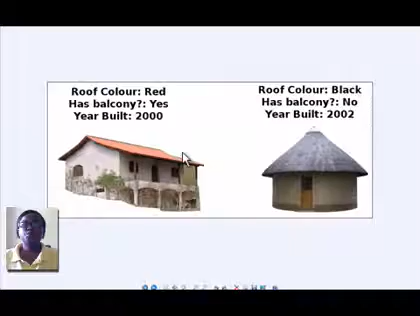 Roof Colour: Red
Has balcony?: Yes
Year Built: 2000
Roof Colour: Black
Has balcony?: No
Year Built: 2002